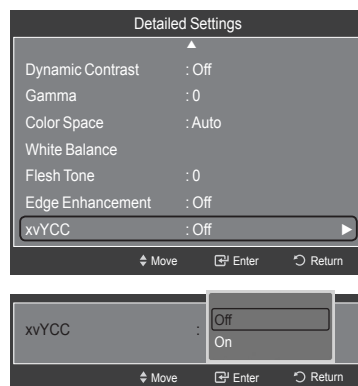 Detailed Settings
Dynamic Contrast : Off
Gamma : 0
Color Space : Auto
White Balance
Flesh Tone : 0
Edge Enhancement : Off
xvYCC : Off
Move Enter Return
xvYCC :
Off
On
Move Enter Return